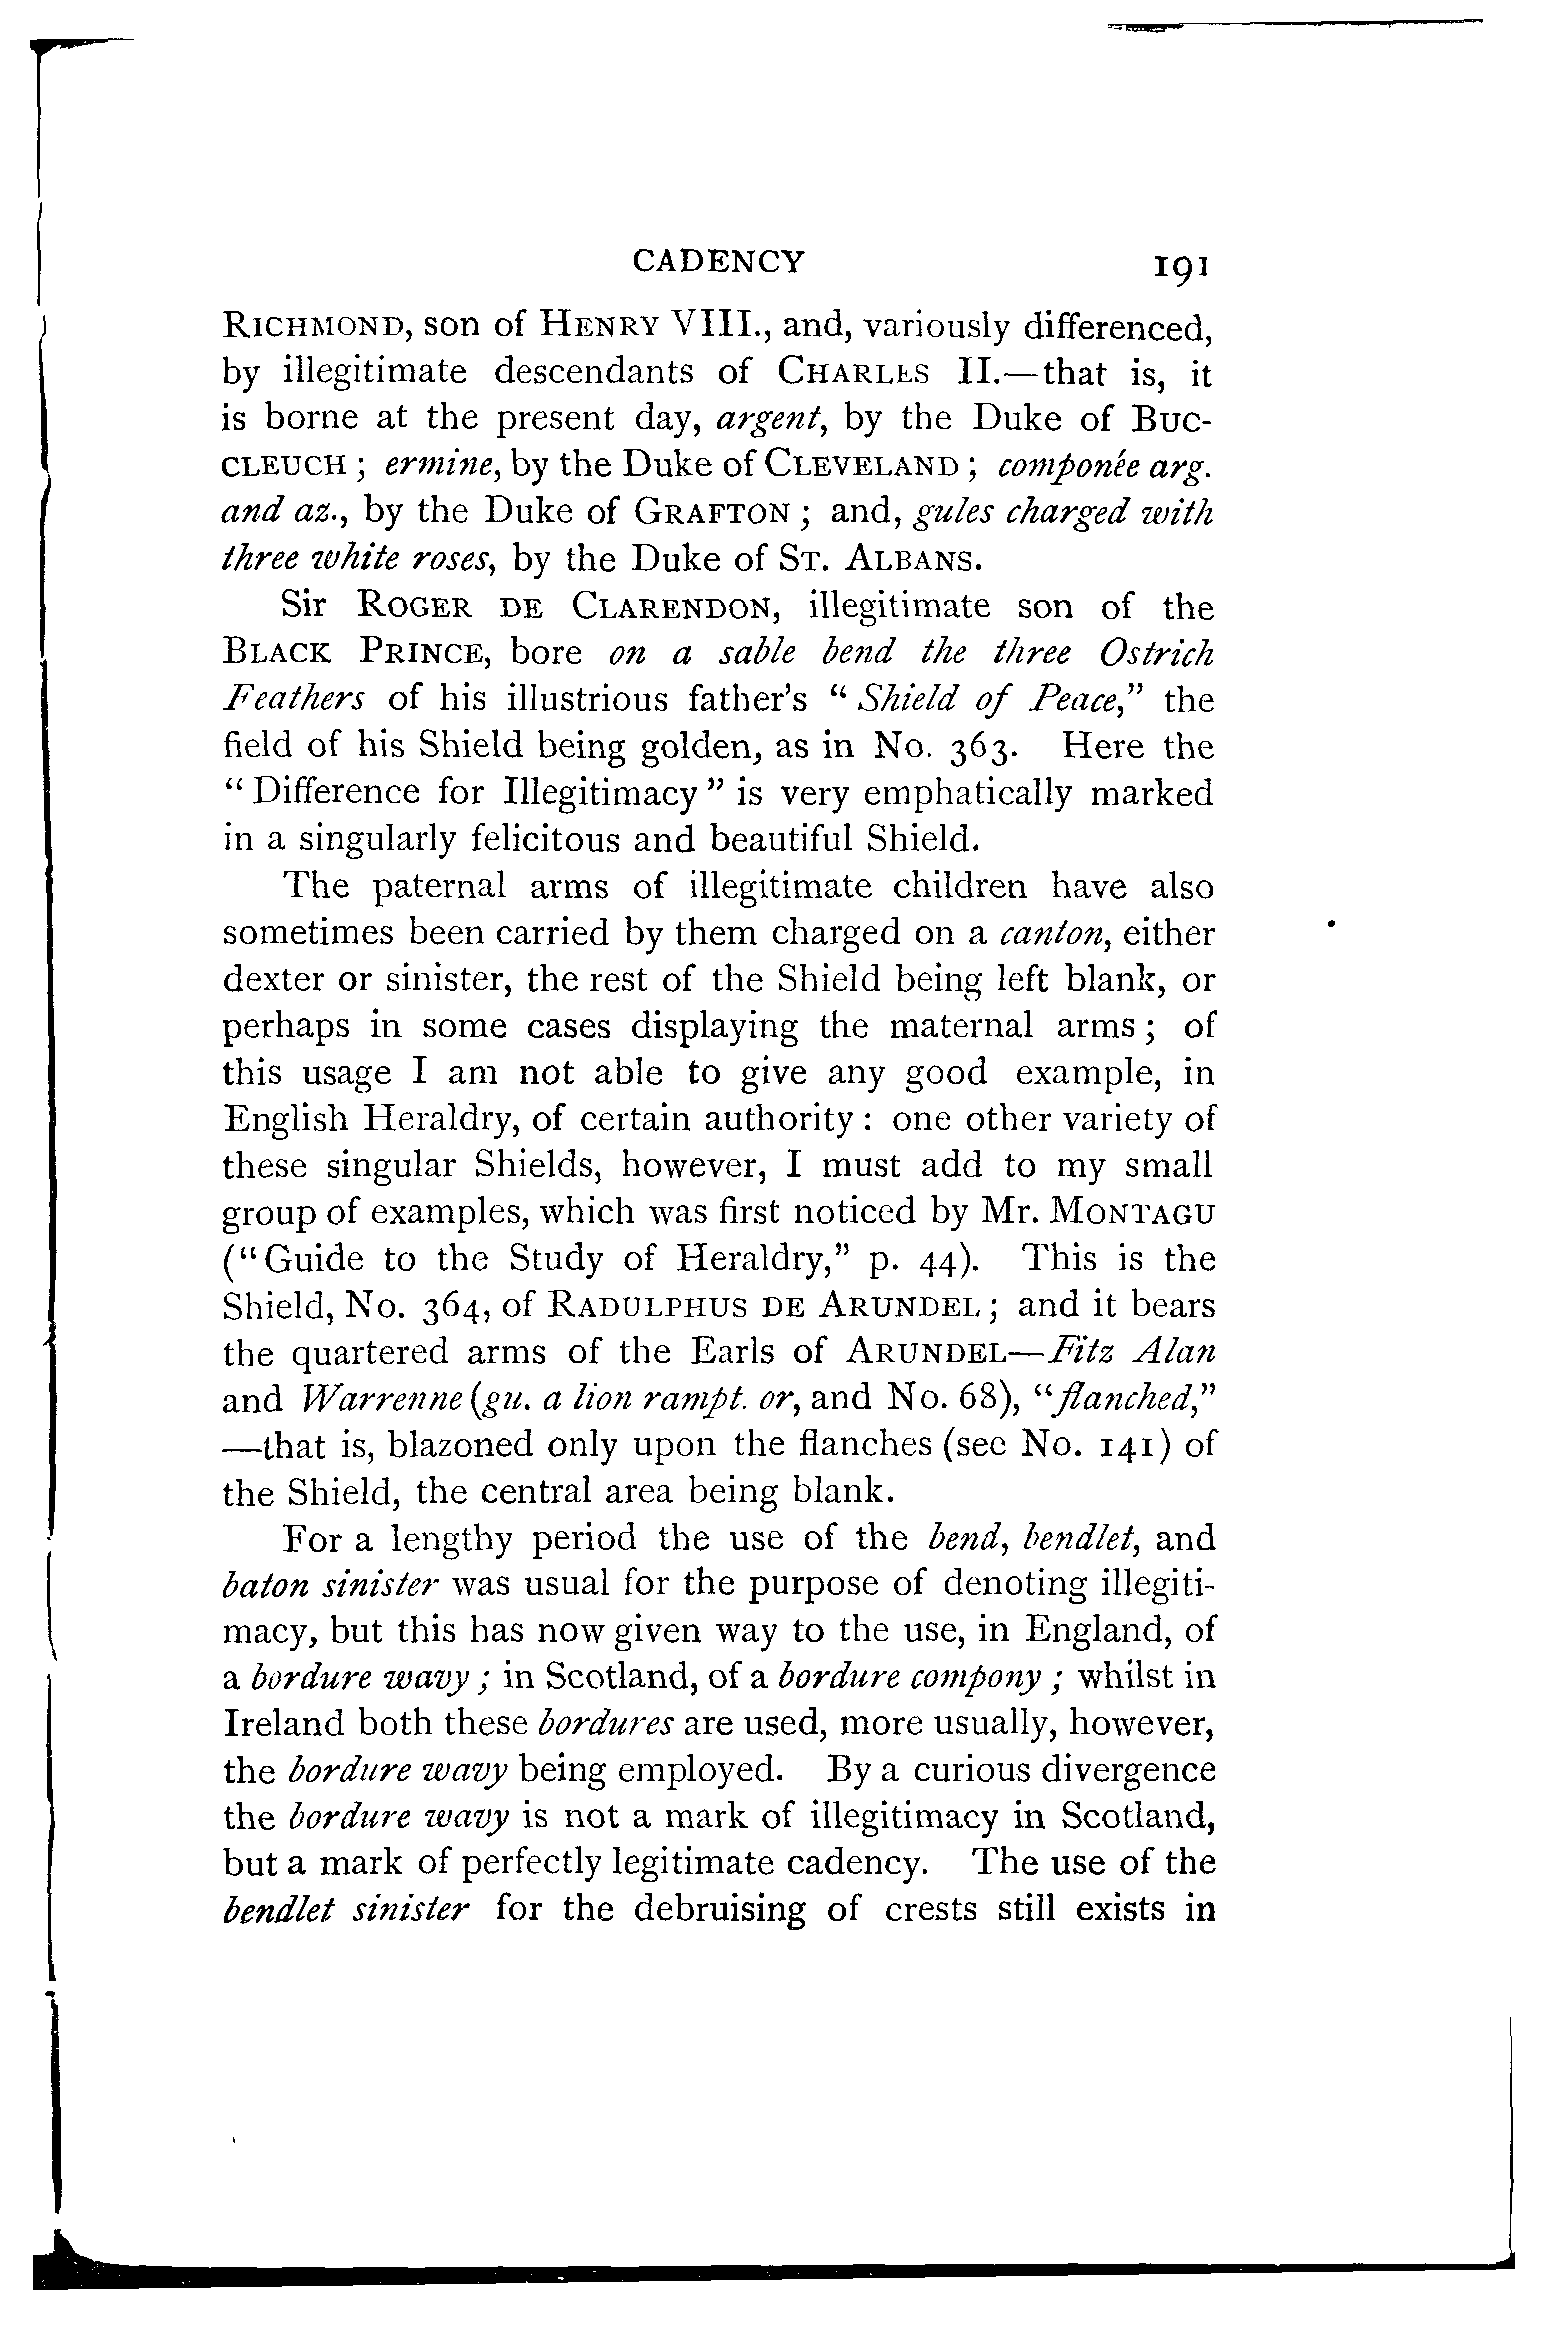 CADENCY 191
RICHMOND, son of HENRY VIII., and, variously differenced,
by illegitimate descendants of CHARLES II.—that is, it
is borne at the present day, argent, by the Duke of BUC-
CLEUCH ; ermine, by the Duke of CLEVELAND ; componée arg.
and az., by the Duke of GRAFTON ; and, gules charged with
three white roses, by the Duke of ST. ALBANS.
Sir ROGER DE CLARENDON, illegitimate son of the
BLACK PRINCE, bore on a sable bend the three Ostrich
Feathers of his illustrious father's “ Shield of Peace,” the
field of his Shield being golden, as in No. 363. Here the
“ Difference for Illegitimacy ” is very emphatically marked
in a singularly felicitous and beautiful Shield.
The paternal arms of illegitimate children have also
sometimes been carried by them charged on a canton, either
dexter or sinister, the rest of the Shield being left blank, or
perhaps in some cases displaying the maternal arms ; of
this usage I am not able to give any good example, in
English Heraldry, of certain authority : one other variety of
these singular Shields, however, I must add to my small
group of examples, which was first noticed by Mr. MONTAGU
(“Guide to the Study of Heraldry,” p. 44). This is the
Shield, No. 364, of RADULPHUS DE ARUNDEL ; and it bears
the quartered arms of the Earls of ARUNDEL—Fitz Alan
and Warrenne (gu. a lion rampt. or, and No. 68), “flanched,”
—that is, blazoned only upon the flanches (see No. 141) of
the Shield, the central area being blank.
For a lengthy period the use of the bend, bendlet, and
baton sinister was usual for the purpose of denoting illegiti-
macy, but this has now given way to the use, in England, of
a bordure wavy ; in Scotland, of a bordure compony ; whilst in
Ireland both these bordures are used, more usually, however,
the bordure wavy being employed. By a curious divergence
the bordure wavy is not a mark of illegitimacy in Scotland,
but a mark of perfectly legitimate cadency. The use of the
bendlet sinister for the debruising of crests still exists in